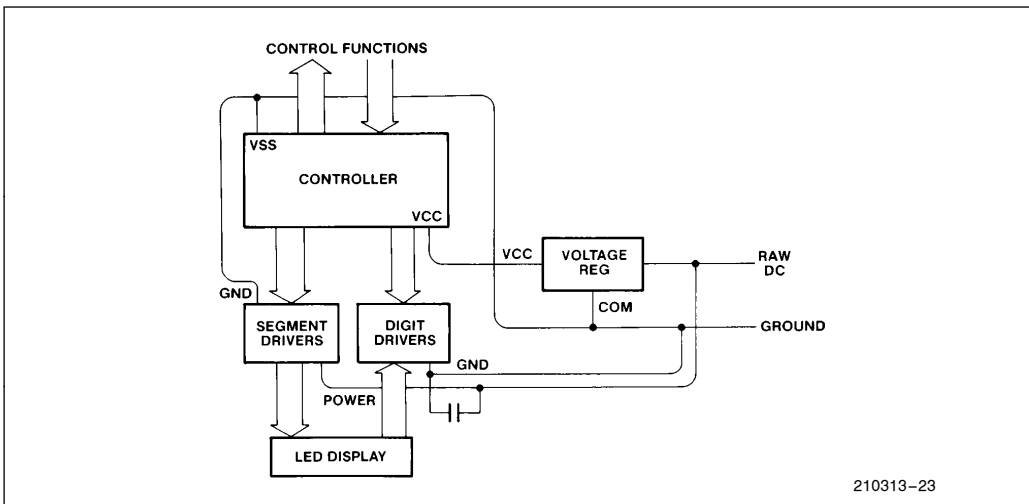 CONTROL FUNCTIONS
VSS
CONTROLLER
VCC
VCC
VOLTAGE
REG
RAW
DC
COM
GND
GROUND
SEGMENT
DRIVERS
DIGIT
DRIVERS
GND
POWER
LED DISPLAY
210313–23